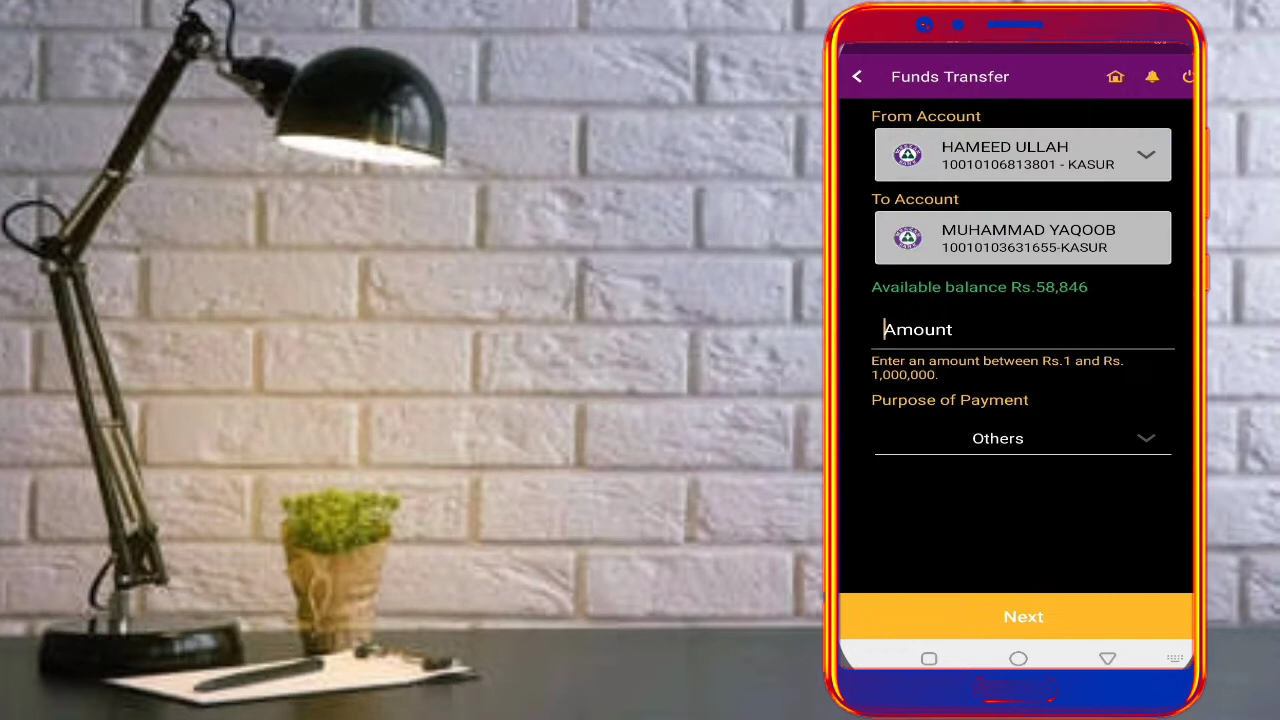 Funds Transfer
From Account
HAMEED ULLAH
10010106813801 - KASUR
To Account
MUHAMMAD YAQOOB
10010103631655-KASUR
Available balance Rs.58,846
Amount
Enter an amount between Rs.1 and Rs.
1,000,000.
Purpose of Payment
Others
Next